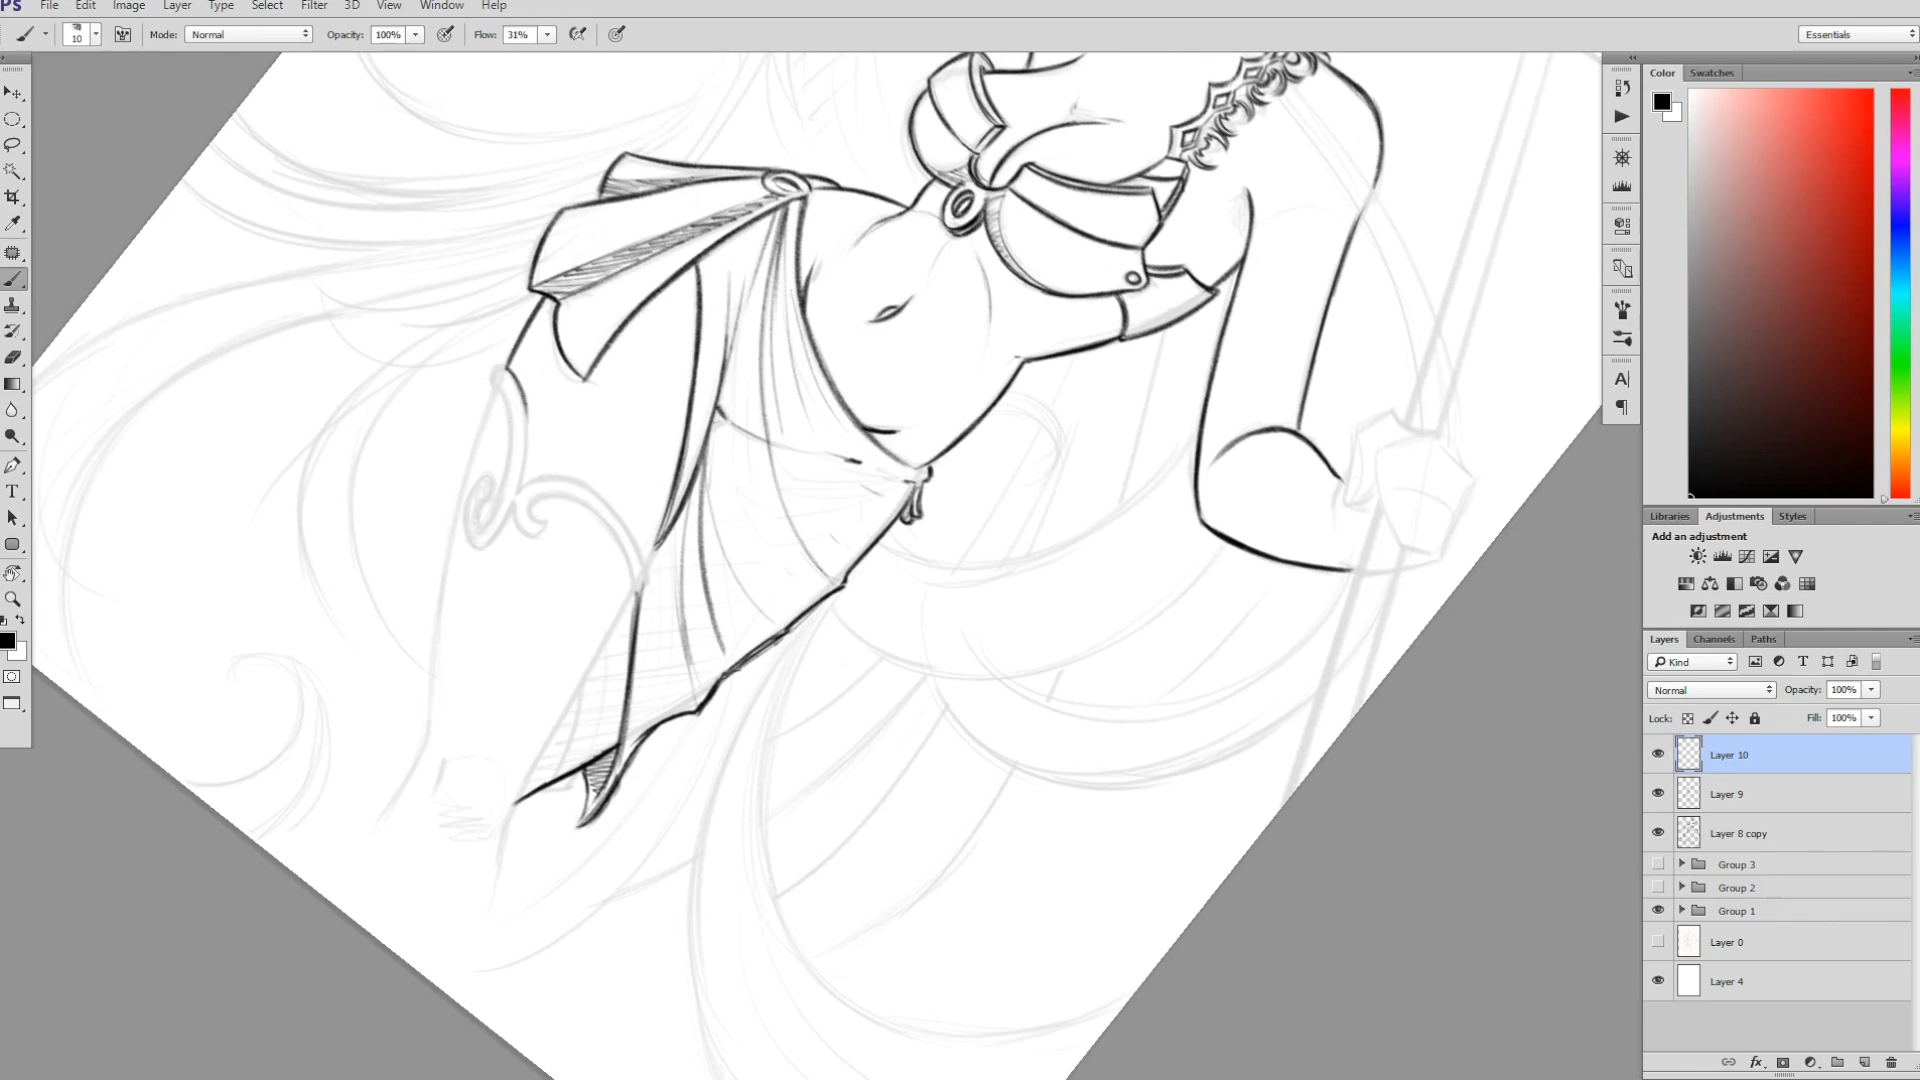 Ps File Edit Image Layer Type Select Filter 3D View Window Help
10 Mode: Normal Opacity: 100% Flow: 31% Essentials
Color Swatches
Libraries Adjustments Styles
Add an adjustment
Layers Channels Paths
Kind
Normal Opacity: 100%
Lock: Fill: 100%
Layer 10
Layer 9
Layer 8 copy
Group 3
Group 2
Group 1
Layer 0
Layer 4